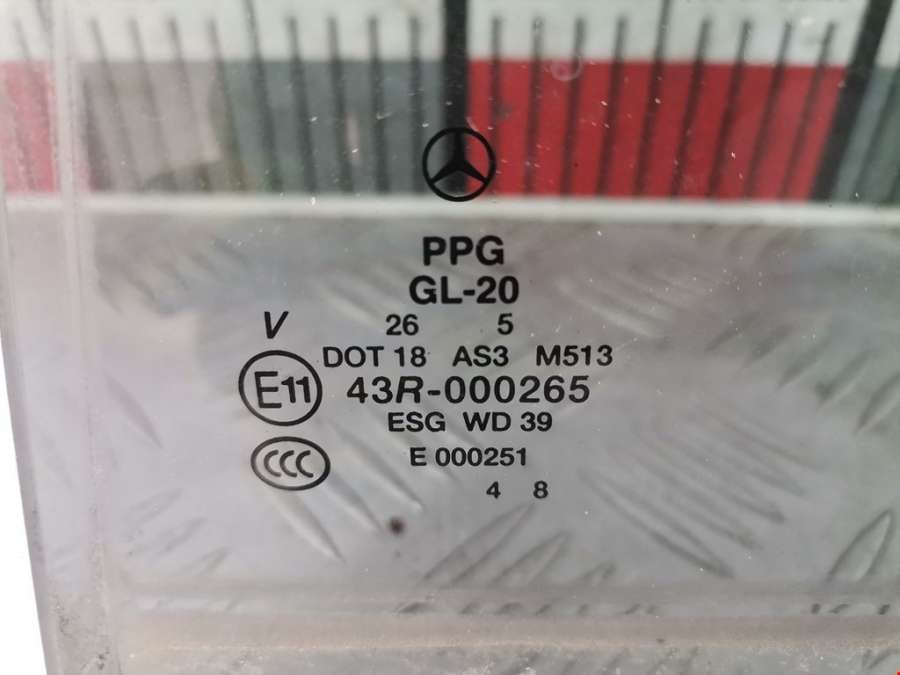 PPG
GL-20
V 26 5
DOT 18 AS3 M513
E11 43R-000265
ESG WD 39
CCC E 000251
4 8